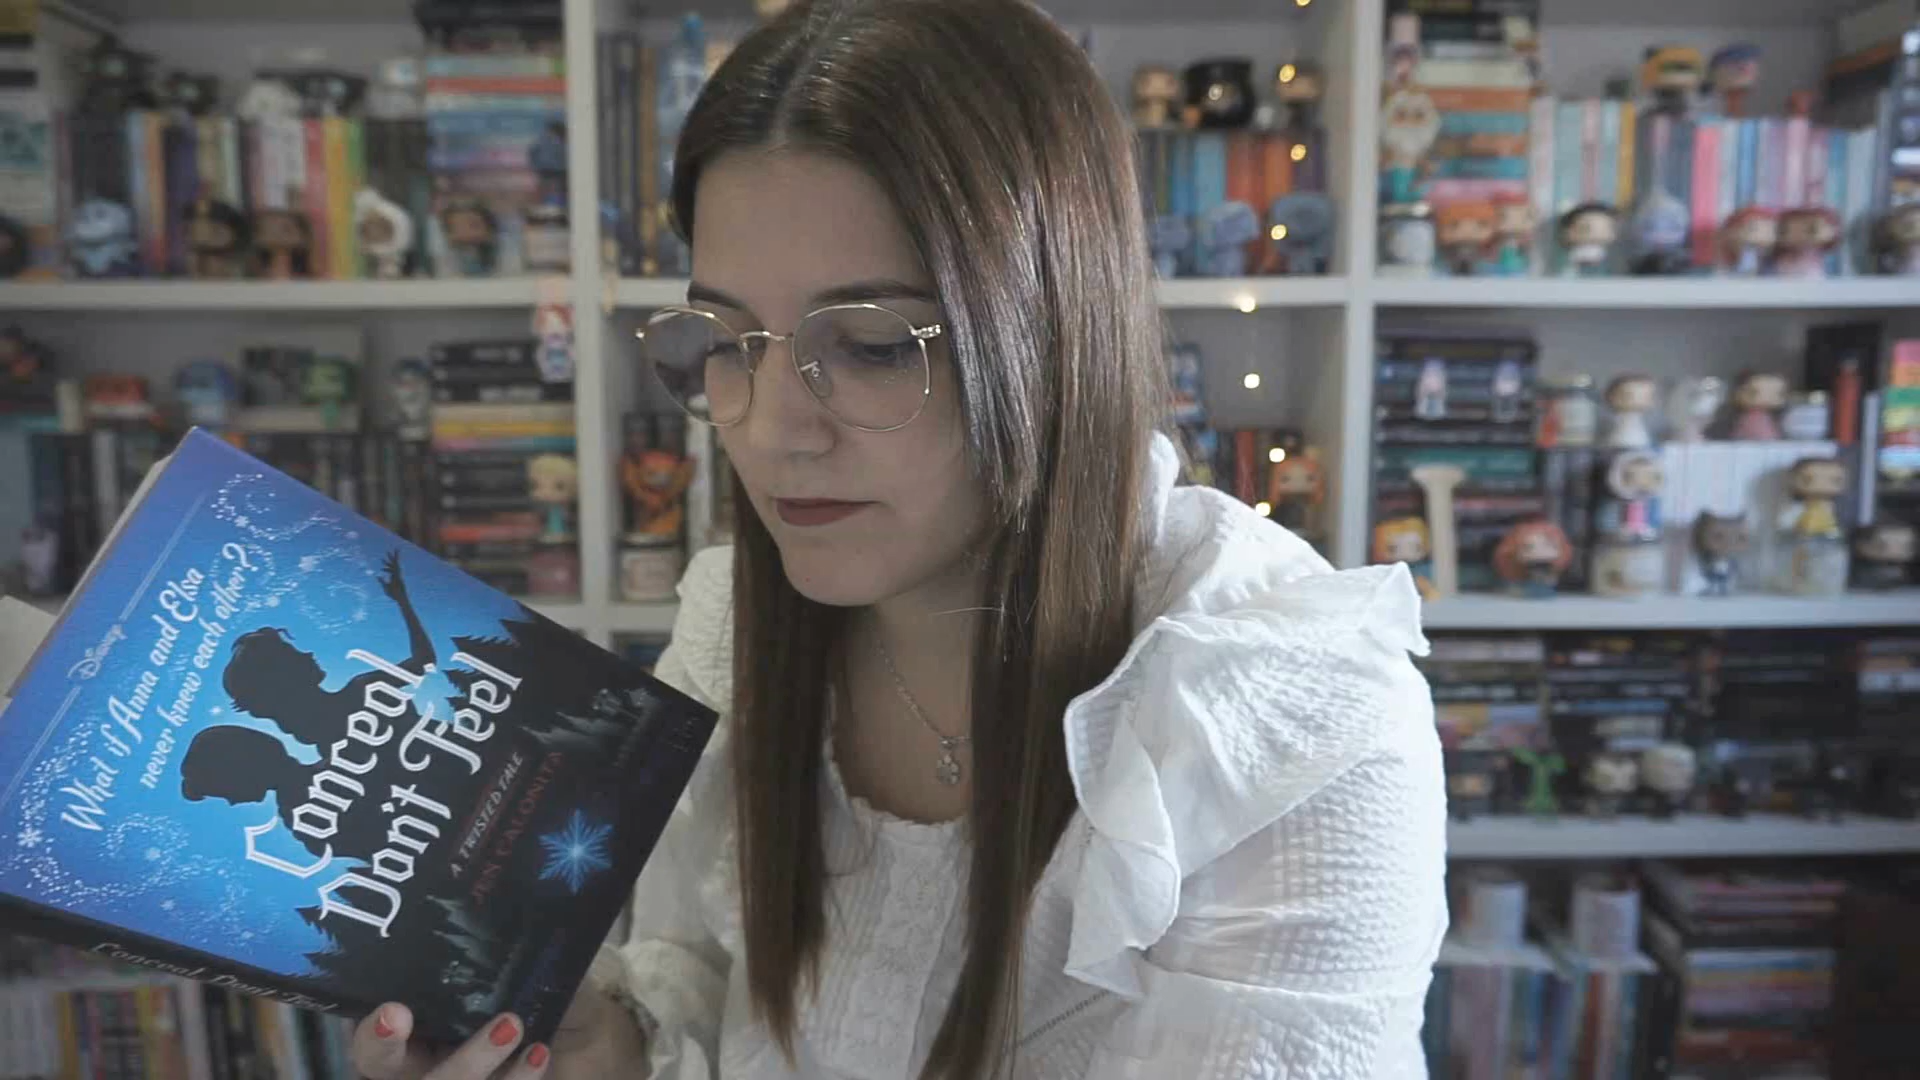 Disney
What if Anna and Elsa
never knew each other?
Conceal,
Don't Feel
A TWISTED TALE
JEN CALONITA
Conceal, Don't Feel